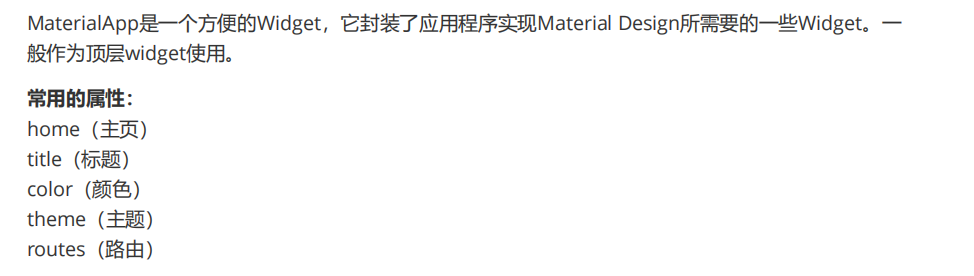 MaterialApp是一个方便的Widget，它封装了应用程序实现Material Design所需要的一些Widget。一
般作为顶层widget使用。
常用的属性：
home（主页）
title（标题）
color（颜色）
theme（主题）
routes（路由）